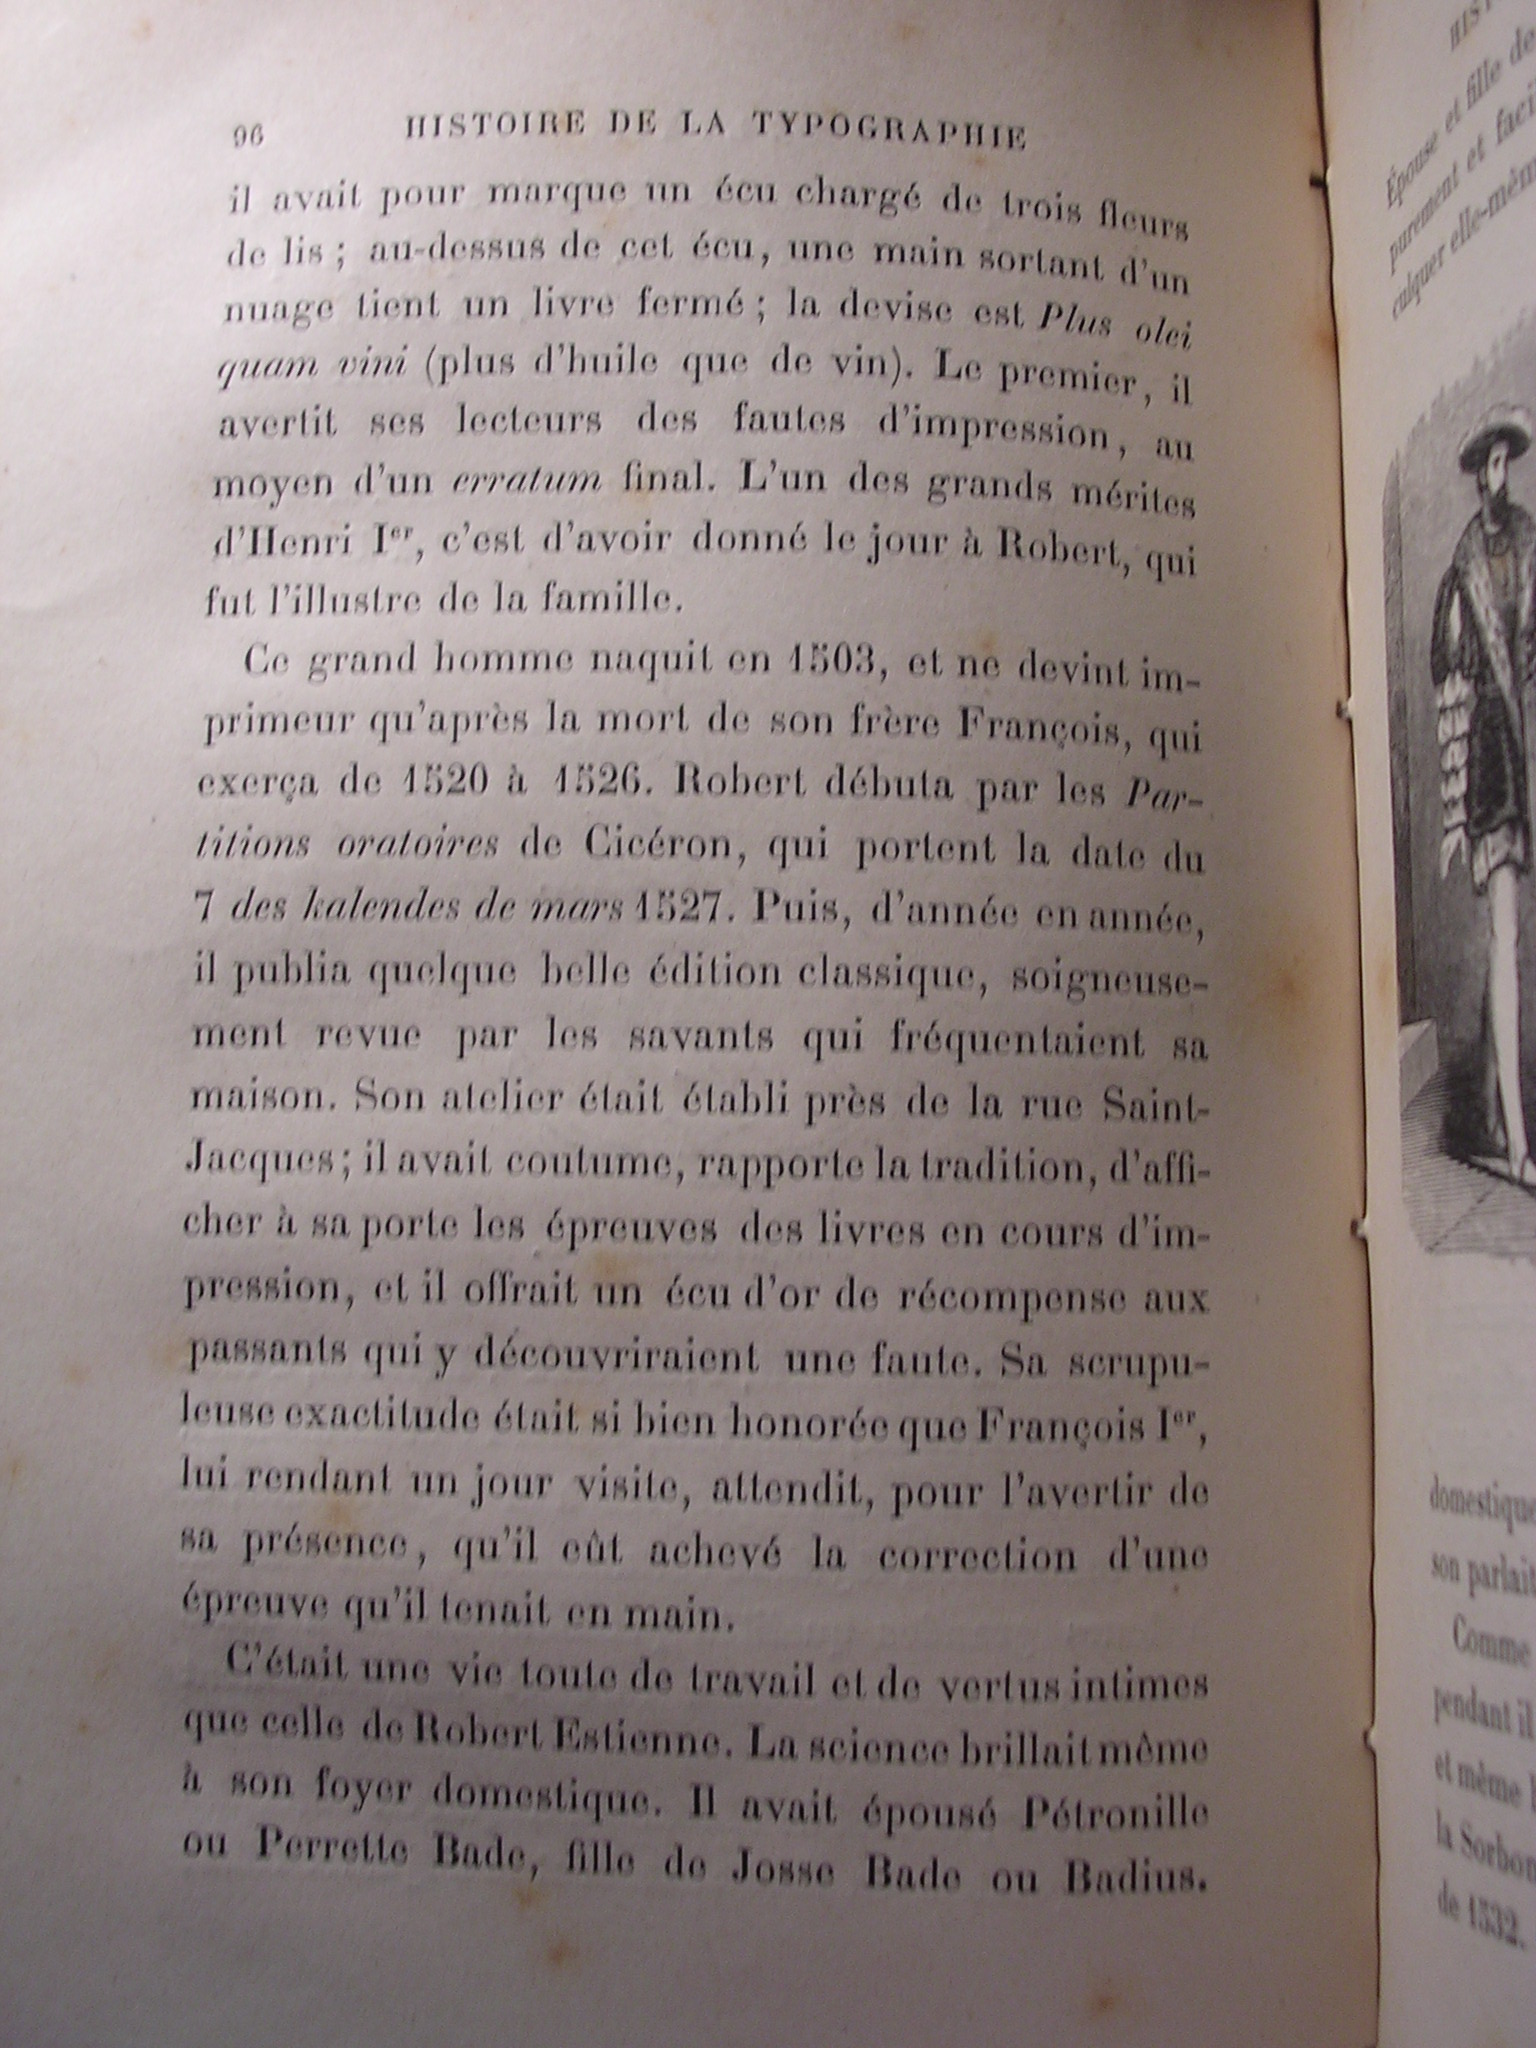 96 HISTOIRE DE LA TYPOGRAPHIE
il avait pour marque un écu chargé de trois fleurs
de lis ; au-dessus de cet écu, une main sortant d'un
nuage tient un livre fermé ; la devise est Plus olei
quam vini (plus d'huile que de vin). Le premier, il
avertit ses lecteurs des fautes d'impression, au
moyen d'un erratum final. L'un des grands mérites
d'Henri Ier, c'est d'avoir donné le jour à Robert, qui
fut l'illustre de la famille.
Ce grand homme naquit en 1503, et ne devint im-
primeur qu'après la mort de son frère François, qui
exerça de 1520 à 1526. Robert débuta par les Par-
titions oratoires de Cicéron, qui portent la date du
7 des kalendes de mars 1527. Puis, d'année en année,
il publia quelque belle édition classique, soigneuse-
ment revue par les savants qui fréquentaient sa
maison. Son atelier était établi près de la rue Saint-
Jacques ; il avait coutume, rapporte la tradition, d'affi-
cher à sa porte les épreuves des livres en cours d'im-
pression, et il offrait un écu d'or de récompense aux
passants qui y découvriraient une faute. Sa scrupu-
leuse exactitude était si bien honorée que François Ier,
lui rendant un jour visite, attendit, pour l'avertir de
sa présence, qu'il eût achevé la correction d'une
épreuve qu'il tenait en main.
C'était une vie toute de travail et de vertus intimes
que celle de Robert Estienne. La science brillait même
à son foyer domestique. Il avait épousé Pétronille
ou Perrette Bade, fille de Josse Bade ou Badius.
Épouse et fille de
purement et
culquer
domestique
son parlait
Comme
pendant il
et même
la
de 1532.